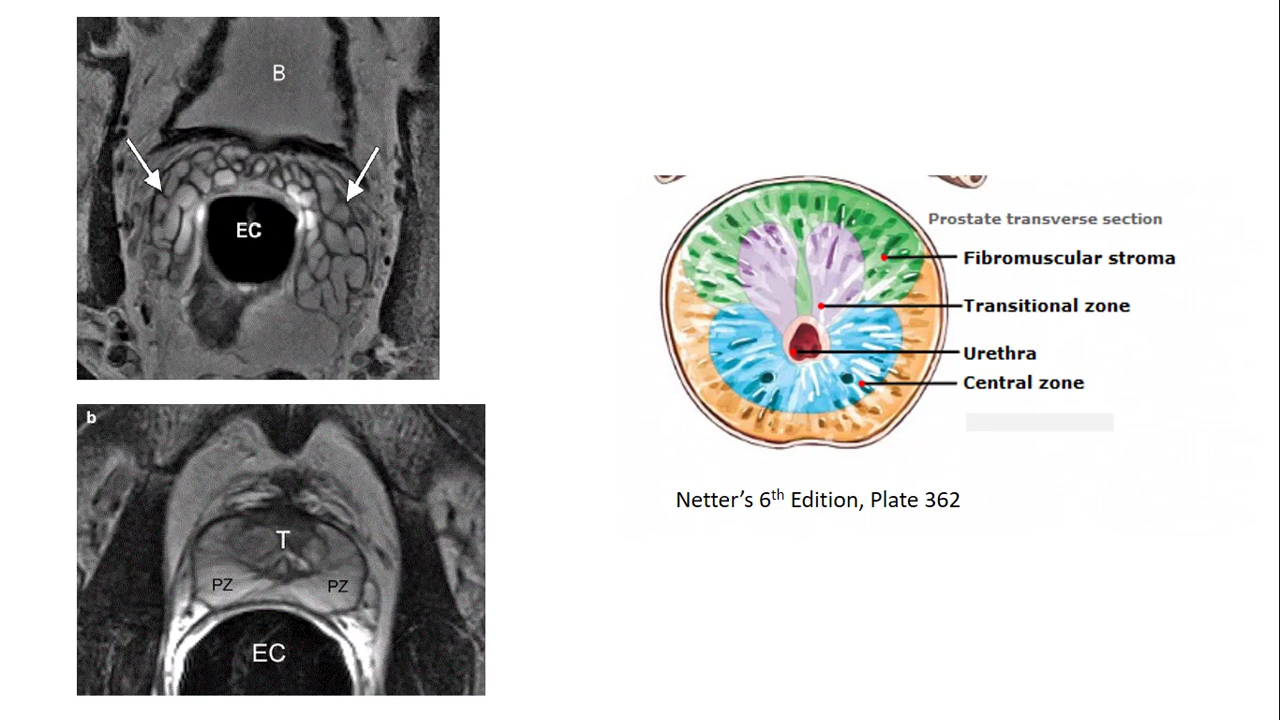 B
EC
b
T
PZ PZ
EC
Prostate transverse section
Fibromuscular stroma
Transitional zone
Urethra
Central zone
Netter’s 6th Edition, Plate 362